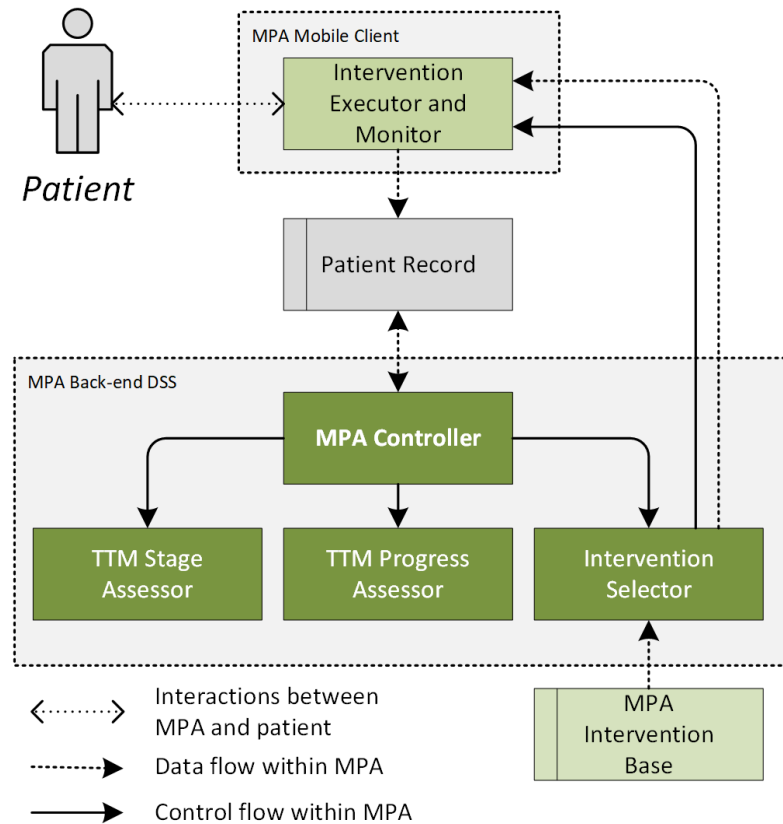 MPA Mobile Client
Intervention
Executor and
Monitor
Patient
Patient Record
MPA Back-end DSS
MPA Controller
TTM Stage
Assessor
TTM Progress
Assessor
Intervention
Selector
MPA
Intervention
Base
Interactions between
MPA and patient
Data flow within MPA
Control flow within MPA